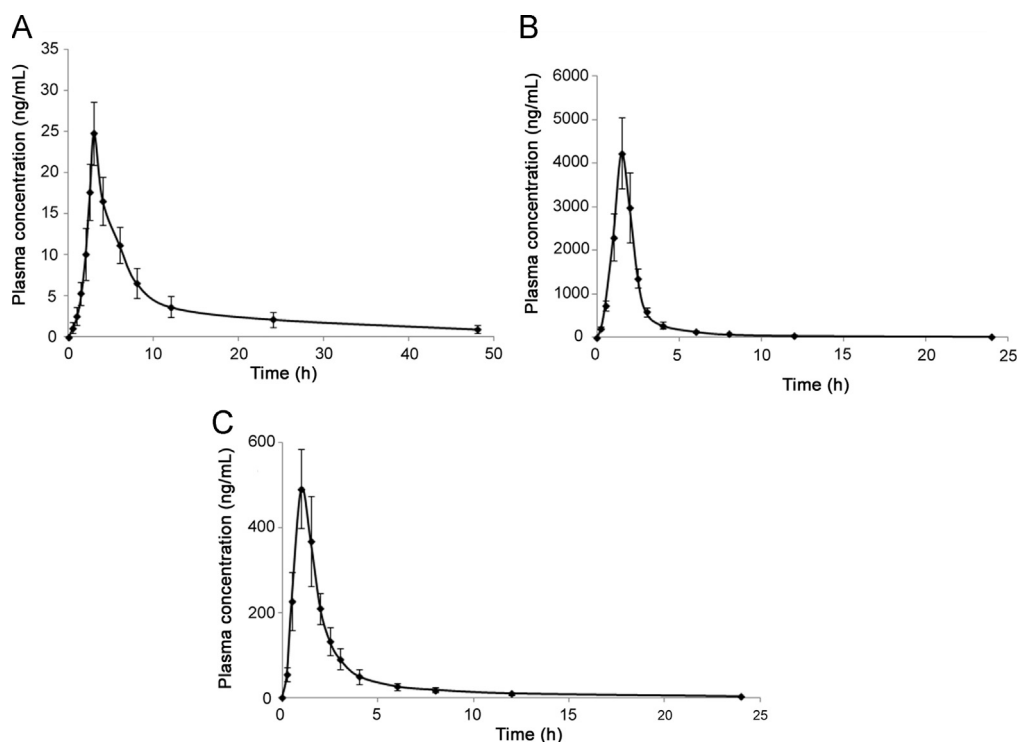 A
Plasma concentration (ng/mL)
35
30
25
20
15
10
5
0
0 10 20 30 40 50
Time (h)
B
Plasma concentration (ng/mL)
6000
5000
4000
3000
2000
1000
0
0 5 10 15 20 25
Time (h)
C
Plasma concentration (ng/mL)
600
400
200
0
0 5 10 15 20 25
Time (h)